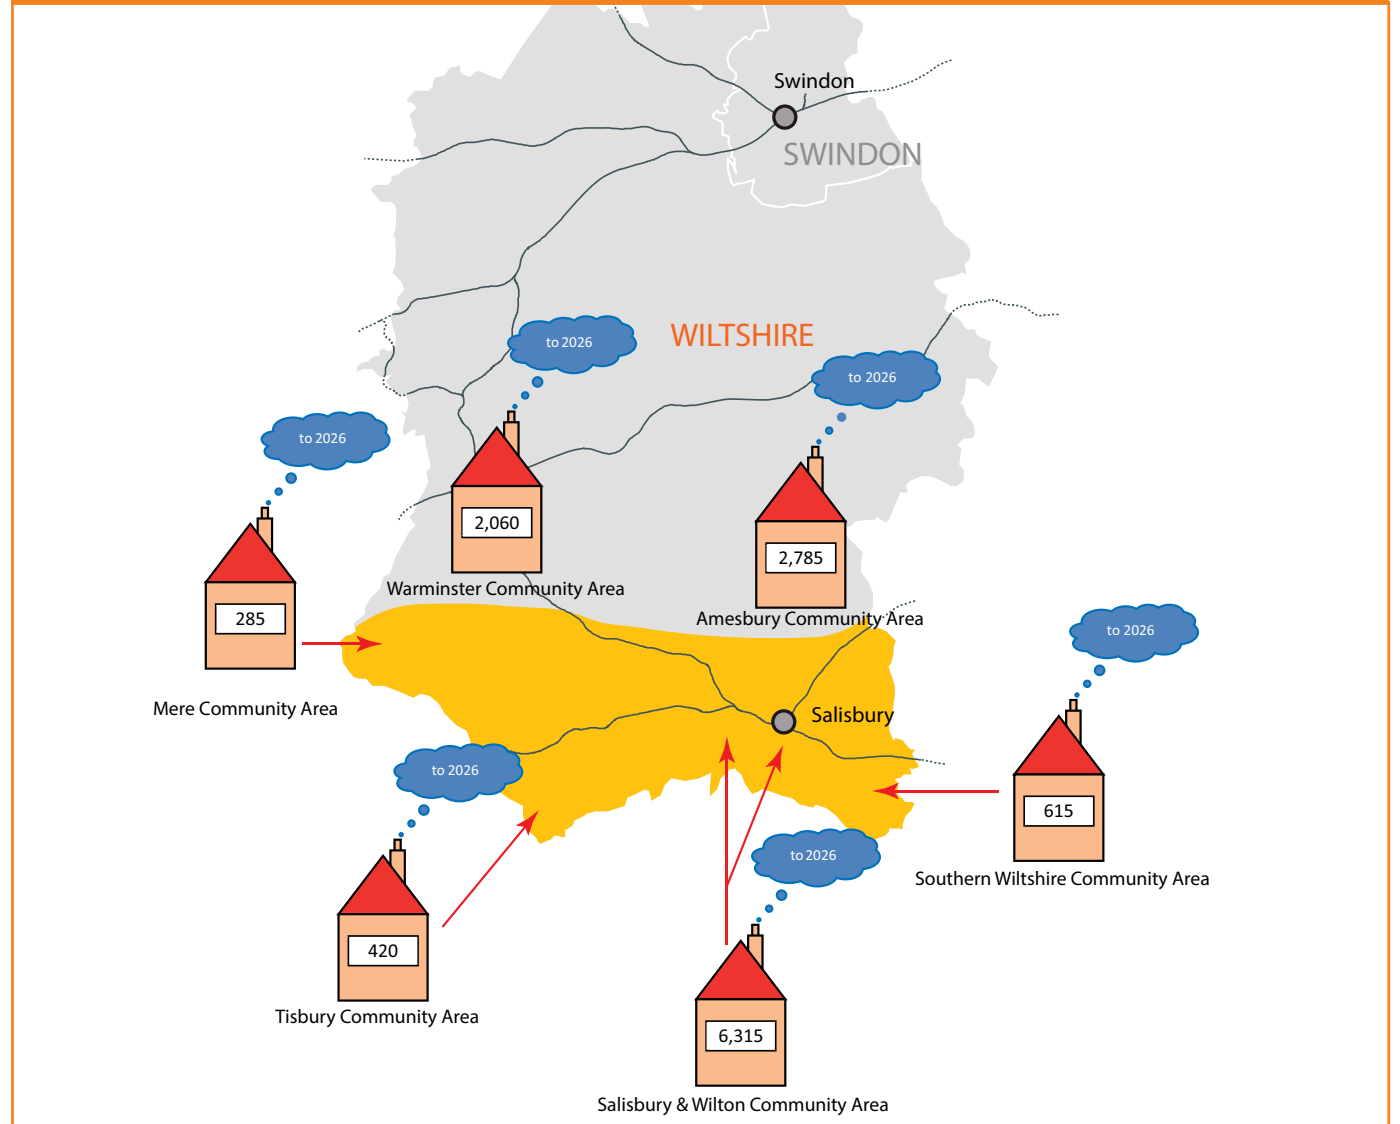 Swindon
SWINDON
WILTSHIRE
to 2026
to 2026
to 2026
2,060
2,785
Warminster Community Area
285
Amesbury Community Area
to 2026
Mere Community Area
Salisbury
to 2026
615
to 2026
Southern Wiltshire Community Area
420
Tisbury Community Area
6,315
Salisbury & Wilton Community Area